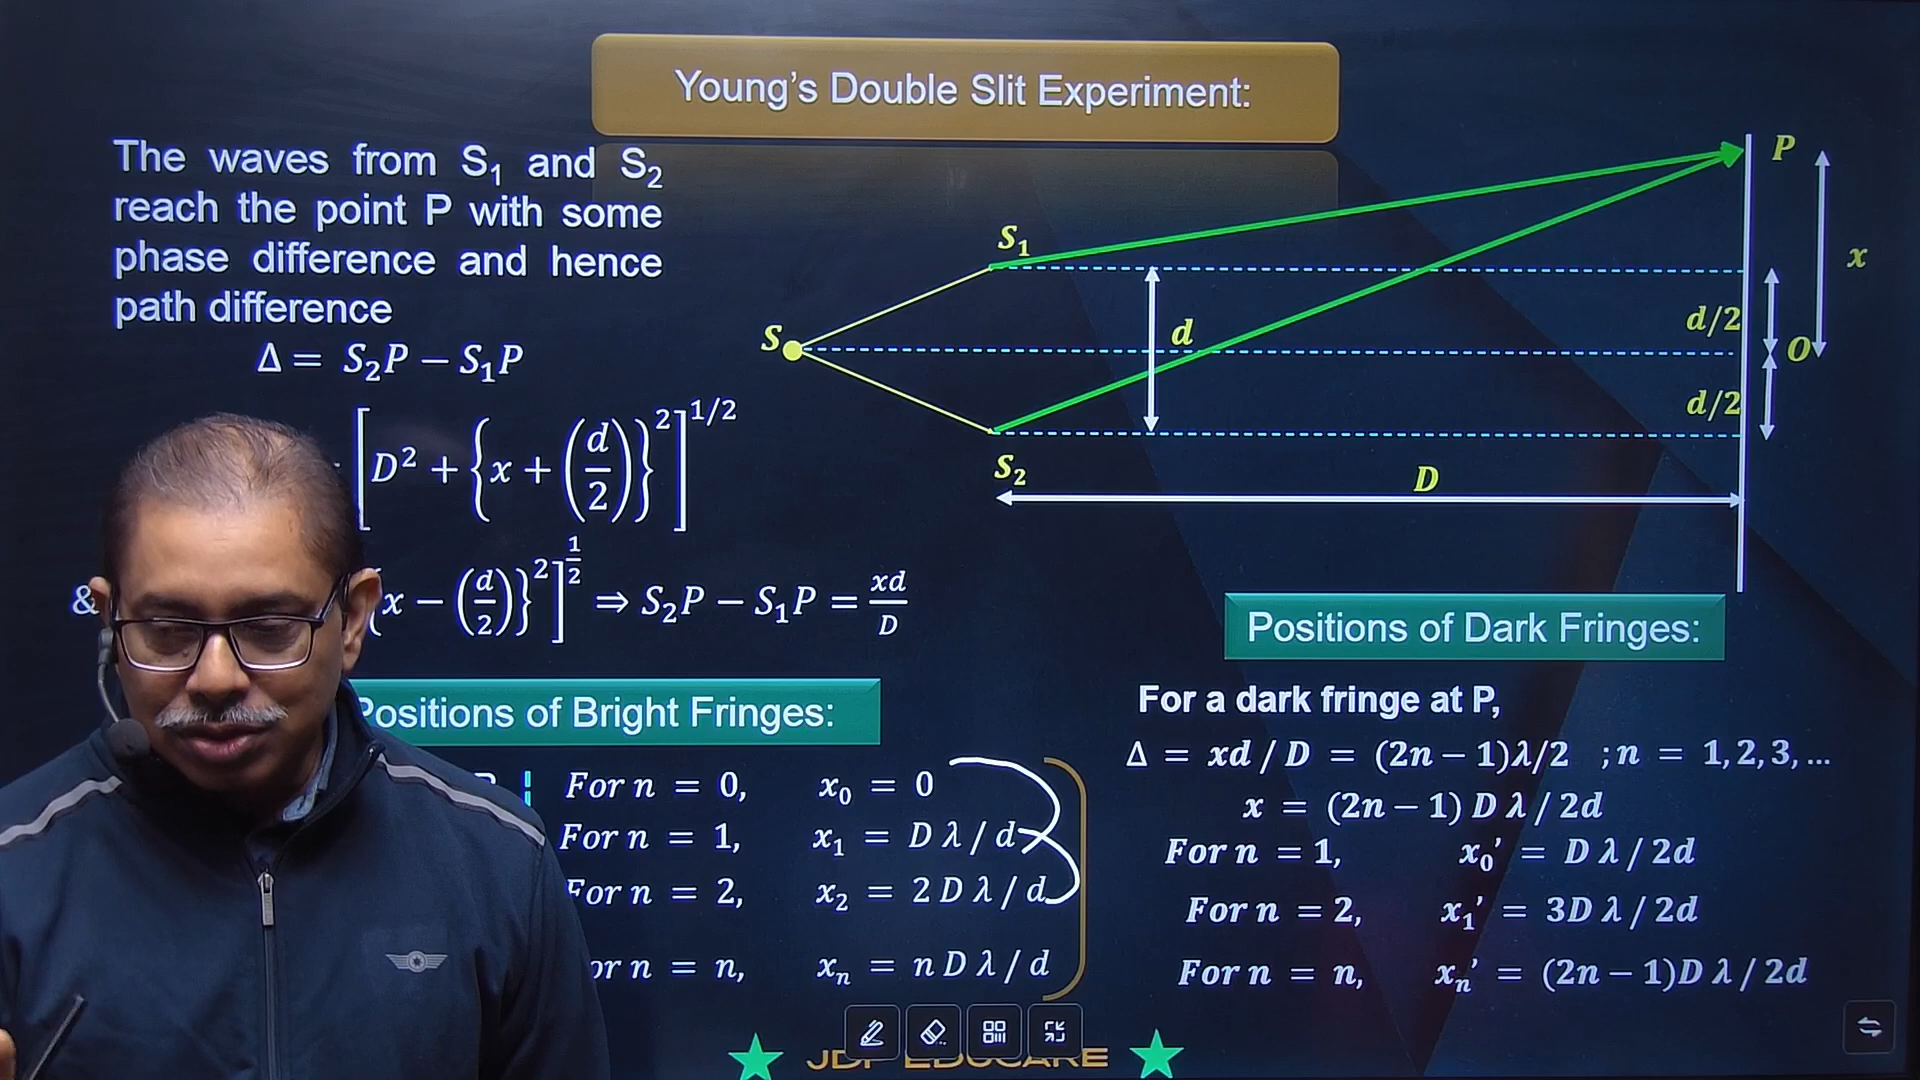 Young's Double Slit Experiment:
The waves from S₁ and S₂
reach the point P with some
phase difference and hence
path difference
Δ = S₂P − S₁P
[D² + {x + (d/2)}²]^1/2
& {x − (d/2)}²]^1/2 ⇒ S₂P − S₁P = xd/D
S
S₁
S₂
d
D
P
x
d/2
O
d/2
Positions of Bright Fringes:
For n = 0, x₀ = 0
For n = 1, x₁ = D λ / d
For n = 2, x₂ = 2 D λ / d
or n = n, xₙ = n D λ / d
Positions of Dark Fringes:
For a dark fringe at P,
Δ = xd / D = (2n − 1)λ/2 ; n = 1, 2, 3, ...
x = (2n − 1) D λ / 2d
For n = 1, x₀' = D λ / 2d
For n = 2, x₁' = 3D λ / 2d
For n = n, xₙ' = (2n − 1)D λ / 2d